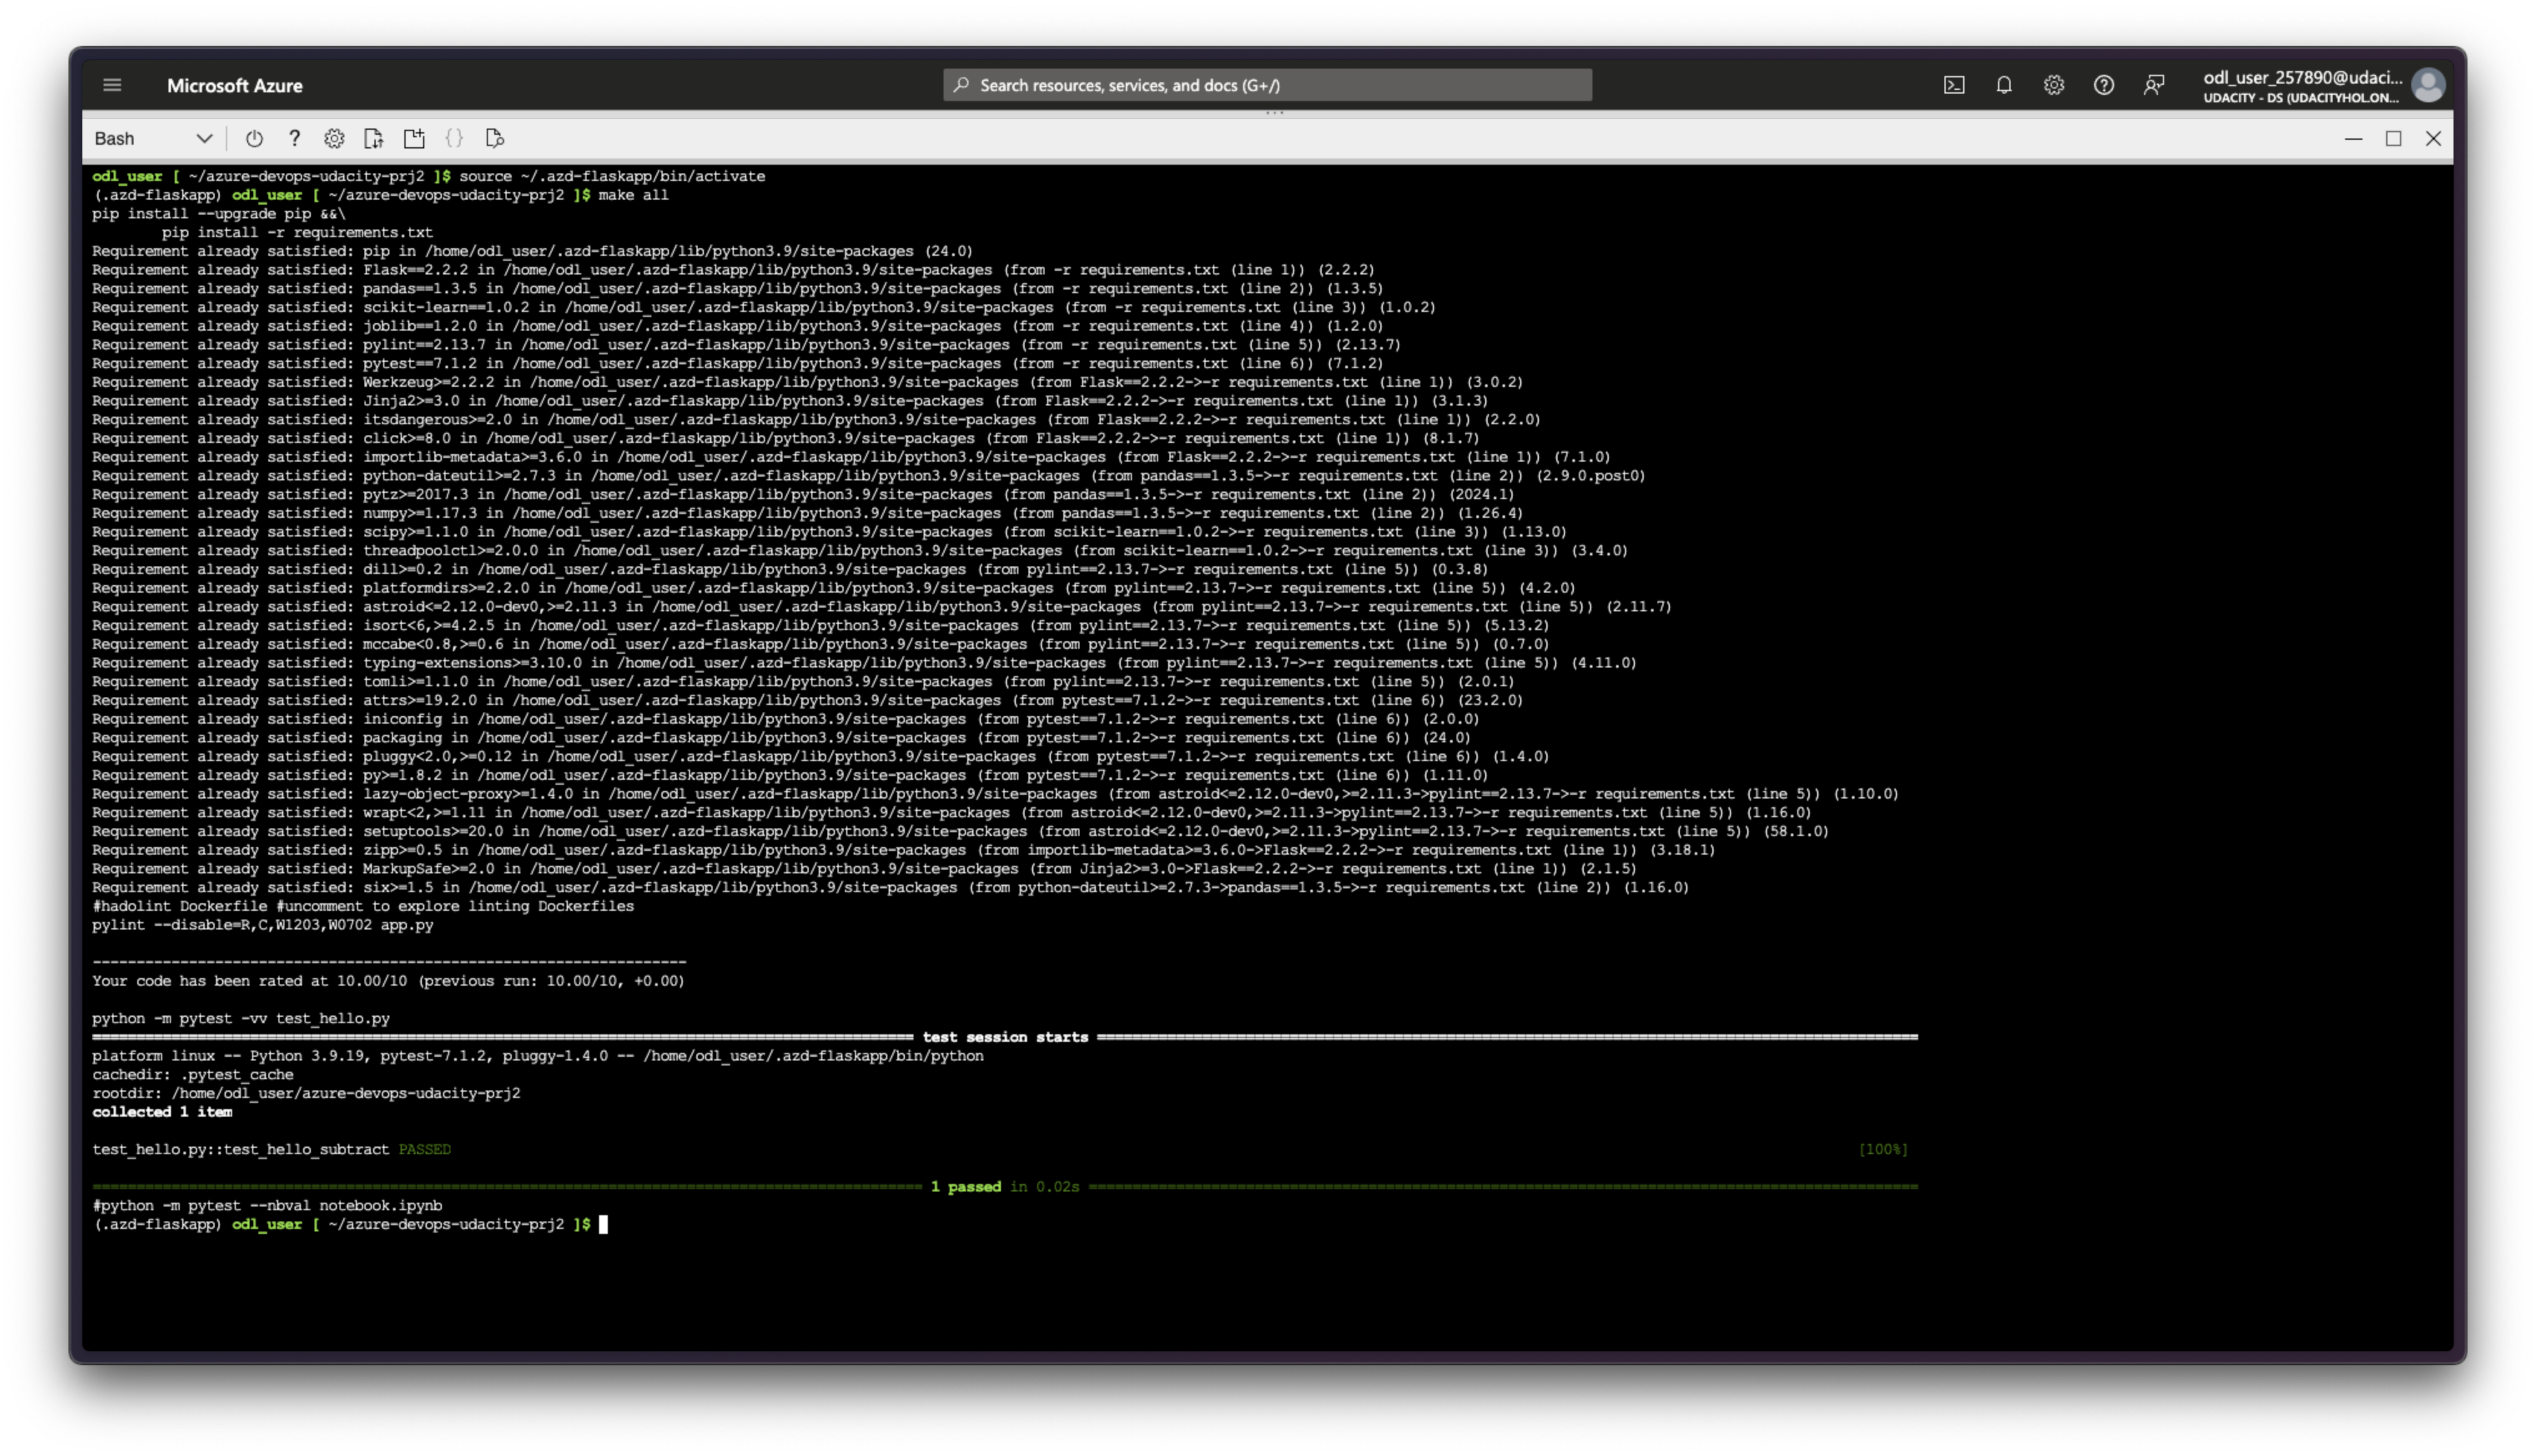 Microsoft Azure
Search resources, services, and docs (G+/)
odl_user_257890@udaci...
UDACITY - DS (UDACITYHOL.ON...
Bash
odl_user [ ~/azure-devops-udacity-prj2 ]$ source ~/.azd-flaskapp/bin/activate
(.azd-flaskapp) odl_user [ ~/azure-devops-udacity-prj2 ]$ make all
pip install --upgrade pip &&\
pip install -r requirements.txt
Requirement already satisfied: pip in /home/odl_user/.azd-flaskapp/lib/python3.9/site-packages (24.0)
Requirement already satisfied: Flask==2.2.2 in /home/odl_user/.azd-flaskapp/lib/python3.9/site-packages (from -r requirements.txt (line 1)) (2.2.2)
Requirement already satisfied: pandas==1.3.5 in /home/odl_user/.azd-flaskapp/lib/python3.9/site-packages (from -r requirements.txt (line 2)) (1.3.5)
Requirement already satisfied: scikit-learn==1.0.2 in /home/odl_user/.azd-flaskapp/lib/python3.9/site-packages (from -r requirements.txt (line 3)) (1.0.2)
Requirement already satisfied: joblib==1.2.0 in /home/odl_user/.azd-flaskapp/lib/python3.9/site-packages (from -r requirements.txt (line 4)) (1.2.0)
Requirement already satisfied: pylint==2.13.7 in /home/odl_user/.azd-flaskapp/lib/python3.9/site-packages (from -r requirements.txt (line 5)) (2.13.7)
Requirement already satisfied: pytest==7.1.2 in /home/odl_user/.azd-flaskapp/lib/python3.9/site-packages (from -r requirements.txt (line 6)) (7.1.2)
Requirement already satisfied: Werkzeug>=2.2.2 in /home/odl_user/.azd-flaskapp/lib/python3.9/site-packages (from Flask==2.2.2->-r requirements.txt (line 1)) (3.0.2)
Requirement already satisfied: Jinja2>=3.0 in /home/odl_user/.azd-flaskapp/lib/python3.9/site-packages (from Flask==2.2.2->-r requirements.txt (line 1)) (3.1.3)
Requirement already satisfied: itsdangerous>=2.0 in /home/odl_user/.azd-flaskapp/lib/python3.9/site-packages (from Flask==2.2.2->-r requirements.txt (line 1)) (2.2.0)
Requirement already satisfied: click>=8.0 in /home/odl_user/.azd-flaskapp/lib/python3.9/site-packages (from Flask==2.2.2->-r requirements.txt (line 1)) (8.1.7)
Requirement already satisfied: importlib-metadata>=3.6.0 in /home/odl_user/.azd-flaskapp/lib/python3.9/site-packages (from Flask==2.2.2->-r requirements.txt (line 1)) (7.1.0)
Requirement already satisfied: python-dateutil>=2.7.3 in /home/odl_user/.azd-flaskapp/lib/python3.9/site-packages (from pandas==1.3.5->-r requirements.txt (line 2)) (2.9.0.post0)
Requirement already satisfied: pytz>=2017.3 in /home/odl_user/.azd-flaskapp/lib/python3.9/site-packages (from pandas==1.3.5->-r requirements.txt (line 2)) (2024.1)
Requirement already satisfied: numpy>=1.17.3 in /home/odl_user/.azd-flaskapp/lib/python3.9/site-packages (from pandas==1.3.5->-r requirements.txt (line 2)) (1.26.4)
Requirement already satisfied: scipy>=1.1.0 in /home/odl_user/.azd-flaskapp/lib/python3.9/site-packages (from scikit-learn==1.0.2->-r requirements.txt (line 3)) (1.13.0)
Requirement already satisfied: threadpoolctl>=2.0.0 in /home/odl_user/.azd-flaskapp/lib/python3.9/site-packages (from scikit-learn==1.0.2->-r requirements.txt (line 3)) (3.4.0)
Requirement already satisfied: dill>=0.2 in /home/odl_user/.azd-flaskapp/lib/python3.9/site-packages (from pylint==2.13.7->-r requirements.txt (line 5)) (0.3.8)
Requirement already satisfied: platformdirs>=2.2.0 in /home/odl_user/.azd-flaskapp/lib/python3.9/site-packages (from pylint==2.13.7->-r requirements.txt (line 5)) (4.2.0)
Requirement already satisfied: astroid<=2.12.0-dev0,>=2.11.3 in /home/odl_user/.azd-flaskapp/lib/python3.9/site-packages (from pylint==2.13.7->-r requirements.txt (line 5)) (2.11.7)
Requirement already satisfied: isort<6,>=4.2.5 in /home/odl_user/.azd-flaskapp/lib/python3.9/site-packages (from pylint==2.13.7->-r requirements.txt (line 5)) (5.13.2)
Requirement already satisfied: mccabe<0.8,>=0.6 in /home/odl_user/.azd-flaskapp/lib/python3.9/site-packages (from pylint==2.13.7->-r requirements.txt (line 5)) (0.7.0)
Requirement already satisfied: typing-extensions>=3.10.0 in /home/odl_user/.azd-flaskapp/lib/python3.9/site-packages (from pylint==2.13.7->-r requirements.txt (line 5)) (4.11.0)
Requirement already satisfied: tomli>=1.1.0 in /home/odl_user/.azd-flaskapp/lib/python3.9/site-packages (from pylint==2.13.7->-r requirements.txt (line 5)) (2.0.1)
Requirement already satisfied: attrs>=19.2.0 in /home/odl_user/.azd-flaskapp/lib/python3.9/site-packages (from pytest==7.1.2->-r requirements.txt (line 6)) (23.2.0)
Requirement already satisfied: iniconfig in /home/odl_user/.azd-flaskapp/lib/python3.9/site-packages (from pytest==7.1.2->-r requirements.txt (line 6)) (2.0.0)
Requirement already satisfied: packaging in /home/odl_user/.azd-flaskapp/lib/python3.9/site-packages (from pytest==7.1.2->-r requirements.txt (line 6)) (24.0)
Requirement already satisfied: pluggy<2.0,>=0.12 in /home/odl_user/.azd-flaskapp/lib/python3.9/site-packages (from pytest==7.1.2->-r requirements.txt (line 6)) (1.4.0)
Requirement already satisfied: py>=1.8.2 in /home/odl_user/.azd-flaskapp/lib/python3.9/site-packages (from pytest==7.1.2->-r requirements.txt (line 6)) (1.11.0)
Requirement already satisfied: lazy-object-proxy>=1.4.0 in /home/odl_user/.azd-flaskapp/lib/python3.9/site-packages (from astroid<=2.12.0-dev0,>=2.11.3->pylint==2.13.7->-r requirements.txt (line 5)) (1.10.0)
Requirement already satisfied: wrapt<2,>=1.11 in /home/odl_user/.azd-flaskapp/lib/python3.9/site-packages (from astroid<=2.12.0-dev0,>=2.11.3->pylint==2.13.7->-r requirements.txt (line 5)) (1.16.0)
Requirement already satisfied: setuptools>=20.0 in /home/odl_user/.azd-flaskapp/lib/python3.9/site-packages (from astroid<=2.12.0-dev0,>=2.11.3->pylint==2.13.7->-r requirements.txt (line 5)) (58.1.0)
Requirement already satisfied: zipp>=0.5 in /home/odl_user/.azd-flaskapp/lib/python3.9/site-packages (from importlib-metadata>=3.6.0->Flask==2.2.2->-r requirements.txt (line 1)) (3.18.1)
Requirement already satisfied: MarkupSafe>=2.0 in /home/odl_user/.azd-flaskapp/lib/python3.9/site-packages (from Jinja2>=3.0->Flask==2.2.2->-r requirements.txt (line 1)) (2.1.5)
Requirement already satisfied: six>=1.5 in /home/odl_user/.azd-flaskapp/lib/python3.9/site-packages (from python-dateutil>=2.7.3->pandas==1.3.5->-r requirements.txt (line 2)) (1.16.0)
#hadolint Dockerfile #uncomment to explore linting Dockerfiles
pylint --disable=R,C,W1203,W0702 app.py
--------------------------------------------------------------------
Your code has been rated at 10.00/10 (previous run: 10.00/10, +0.00)
python -m pytest -vv test_hello.py
test session starts
platform linux -- Python 3.9.19, pytest-7.1.2, pluggy-1.4.0 -- /home/odl_user/.azd-flaskapp/bin/python
cachedir: .pytest_cache
rootdir: /home/odl_user/azure-devops-udacity-prj2
collected 1 item
test_hello.py::test_hello_subtract PASSED [100%]
1 passed in 0.02s
#python -m pytest --nbval notebook.ipynb
(.azd-flaskapp) odl_user [ ~/azure-devops-udacity-prj2 ]$